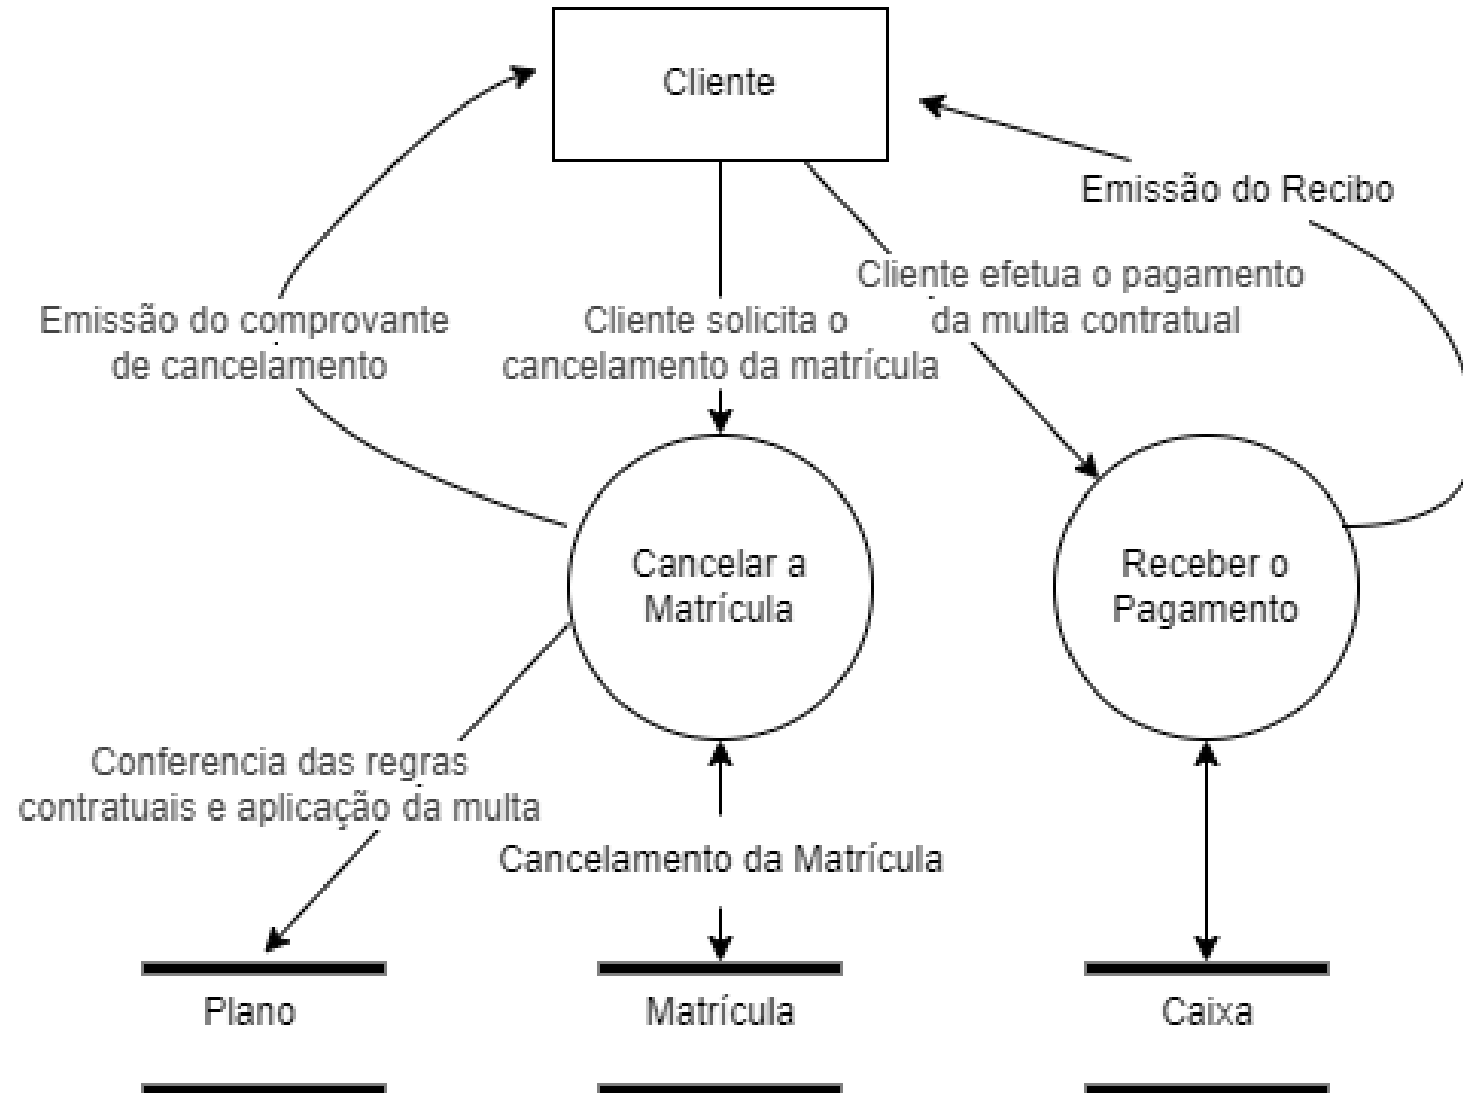 Cliente
Emissão do Recibo
Cliente efetua o pagamento
da multa contratual
Emissão do comprovante
de cancelamento
Cliente solicita o
cancelamento da matrícula
Cancelar a
Matrícula
Receber o
Pagamento
Conferencia das regras
contratuais e aplicação da multa
Cancelamento da Matrícula
Plano
Matrícula
Caixa